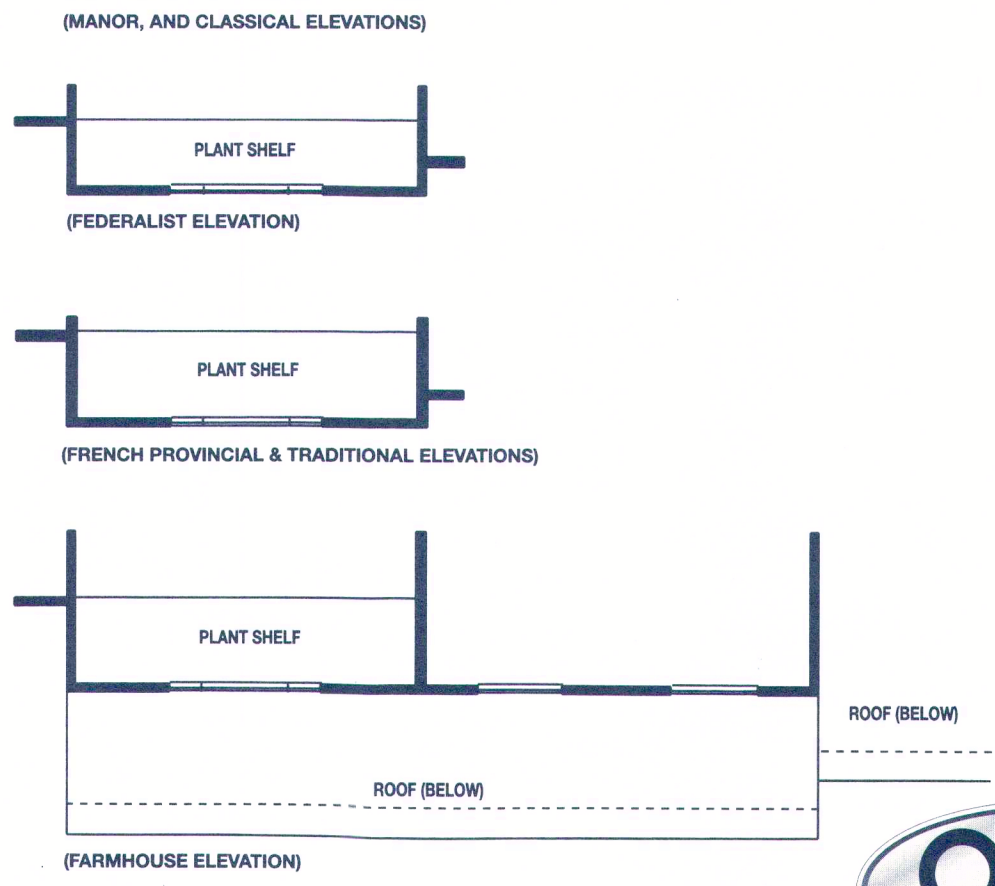 (MANOR, AND CLASSICAL ELEVATIONS)
PLANT SHELF
(FEDERALIST ELEVATION)
PLANT SHELF
(FRENCH PROVINCIAL & TRADITIONAL ELEVATIONS)
PLANT SHELF
ROOF (BELOW)
ROOF (BELOW)
(FARMHOUSE ELEVATION)